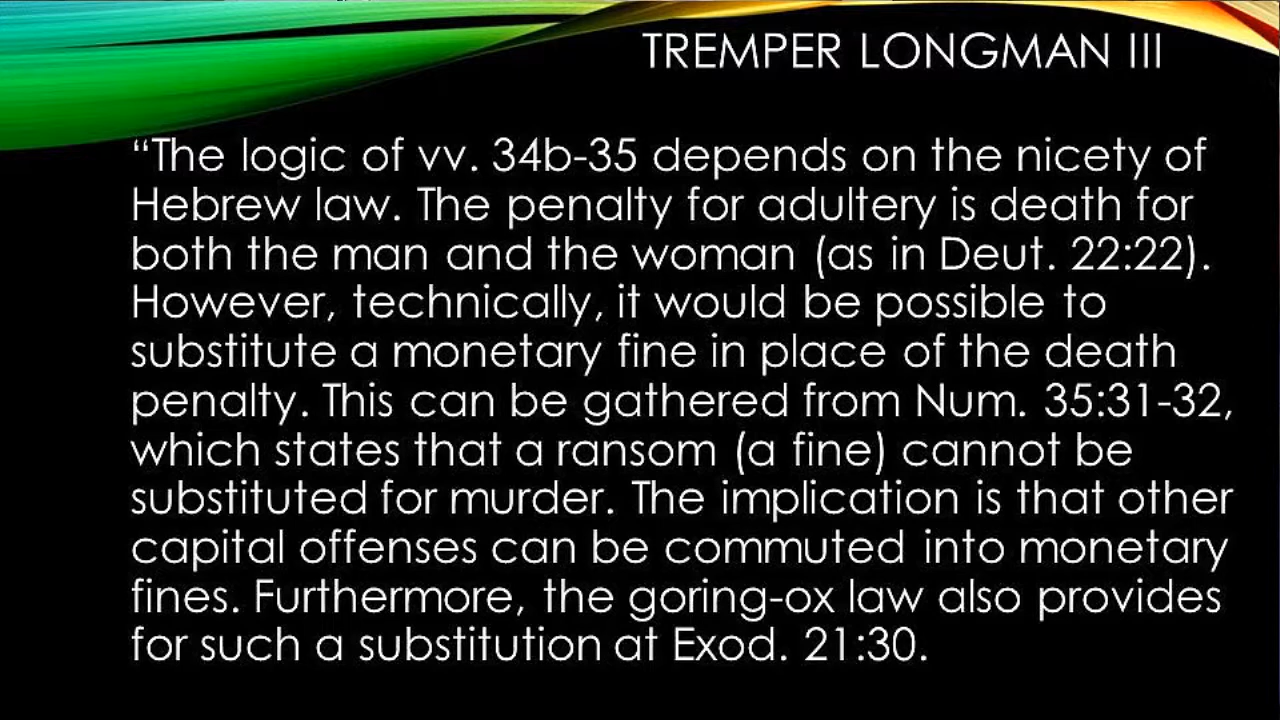 TREMPER LONGMAN III
“The logic of vv. 34b-35 depends on the nicety of
Hebrew law. The penalty for adultery is death for
both the man and the woman (as in Deut. 22:22).
However, technically, it would be possible to
substitute a monetary fine in place of the death
penalty. This can be gathered from Num. 35:31-32,
which states that a ransom (a fine) cannot be
substituted for murder. The implication is that other
capital offenses can be commuted into monetary
fines. Furthermore, the goring-ox law also provides
for such a substitution at Exod. 21:30.